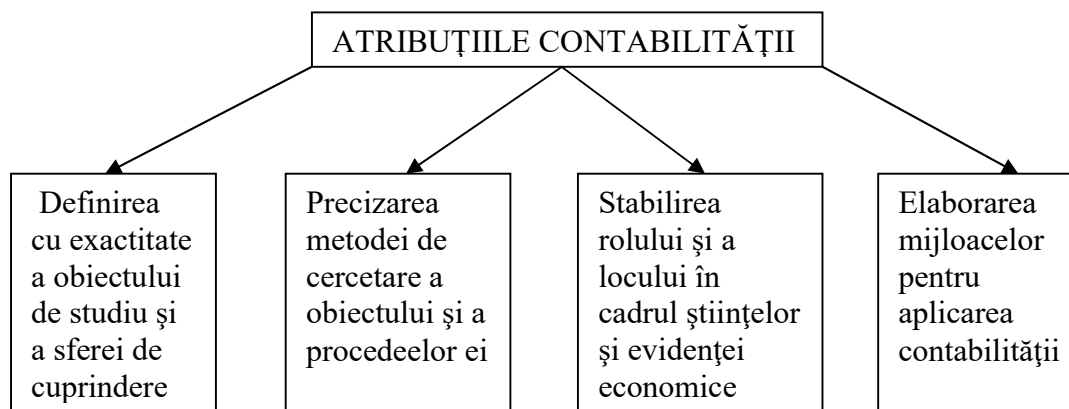 ATRIBUȚIILE CONTABILITĂȚII
Definirea
cu exactitate
a obiectului
de studiu şi
a sferei de
cuprindere
Precizarea
metodei de
cercetare a
obiectului şi a
procedeelor ei
Stabilirea
rolului şi a
locului în
cadrul ştiinţelor
şi evidenţei
economice
Elaborarea
mijloacelor
pentru
aplicarea
contabilităţii